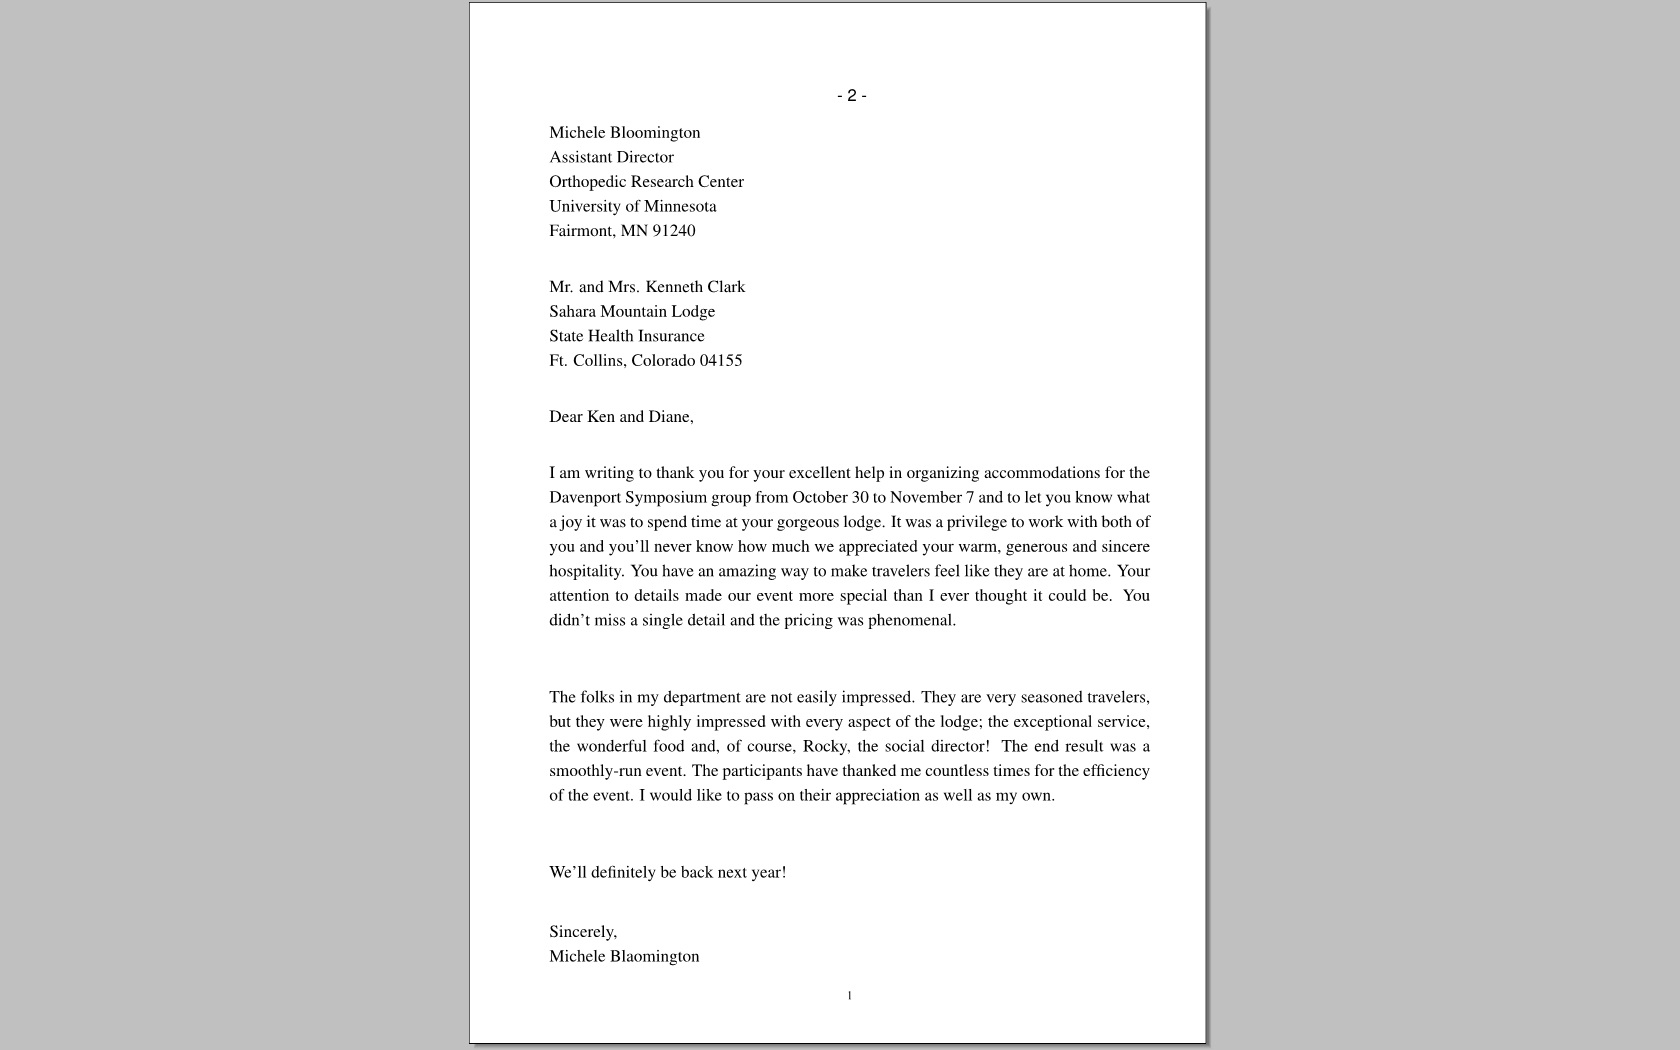 - 2 -
Michele Bloomington
Assistant Director
Orthopedic Research Center
University of Minnesota
Fairmont, MN 91240
Mr. and Mrs. Kenneth Clark
Sahara Mountain Lodge
State Health Insurance
Ft. Collins, Colorado 04155
Dear Ken and Diane,
I am writing to thank you for your excellent help in organizing accommodations for the
Davenport Symposium group from October 30 to November 7 and to let you know what
a joy it was to spend time at your gorgeous lodge. It was a privilege to work with both of
you and you’ll never know how much we appreciated your warm, generous and sincere
hospitality. You have an amazing way to make travelers feel like they are at home. Your
attention to details made our event more special than I ever thought it could be. You
didn’t miss a single detail and the pricing was phenomenal.
The folks in my department are not easily impressed. They are very seasoned travelers,
but they were highly impressed with every aspect of the lodge; the exceptional service,
the wonderful food and, of course, Rocky, the social director! The end result was a
smoothly-run event. The participants have thanked me countless times for the efficiency
of the event. I would like to pass on their appreciation as well as my own.
We’ll definitely be back next year!
Sincerely,
Michele Blaomington
1